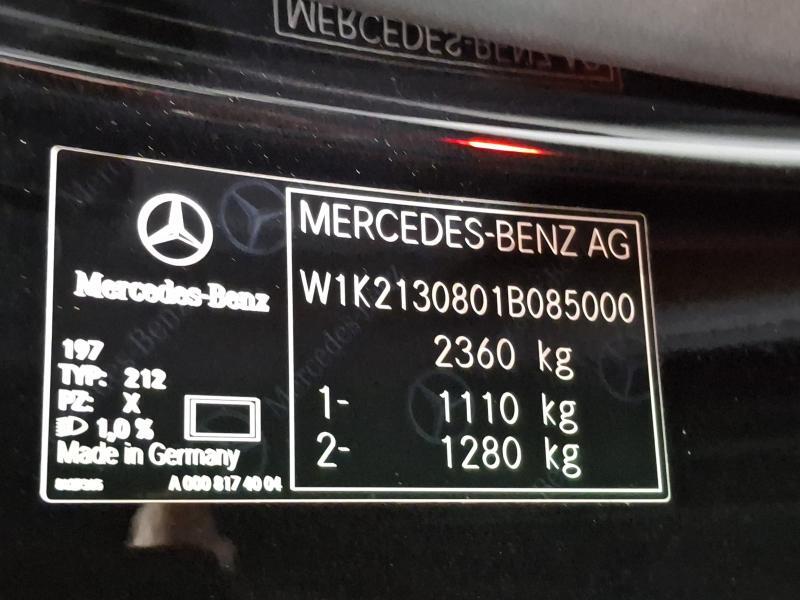 MERCEDES-BENZ AG
Mercedes-Benz
197
TYP: 212
PZ: X
1,0 %
Made in Germany
A 000 817 40 04
MERCEDES-BENZ AG
W1K2130801B085000
2360 kg
1- 1110 kg
2- 1280 kg